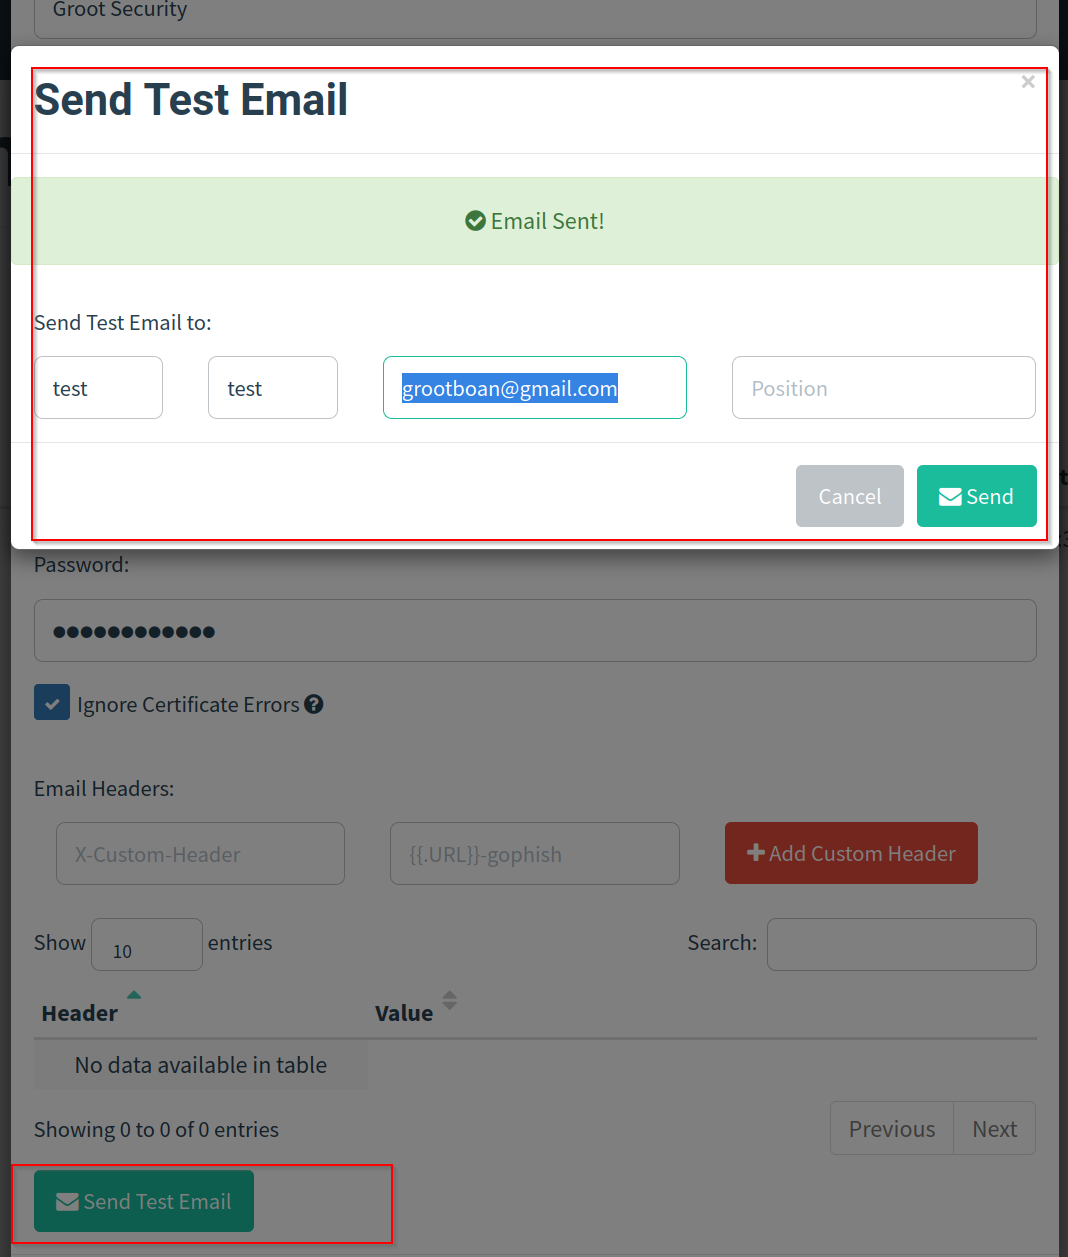 Groot Security
Send Test Email
×
Email Sent!
Send Test Email to:
test test grootboan@gmail.com Position
Cancel Send
Password:
●●●●●●●●●●●●
Ignore Certificate Errors
Email Headers:
X-Custom-Header {{.URL}}-gophish Add Custom Header
Show 10 entries Search:
Header Value
No data available in table
Showing 0 to 0 of 0 entries Previous Next
Send Test Email